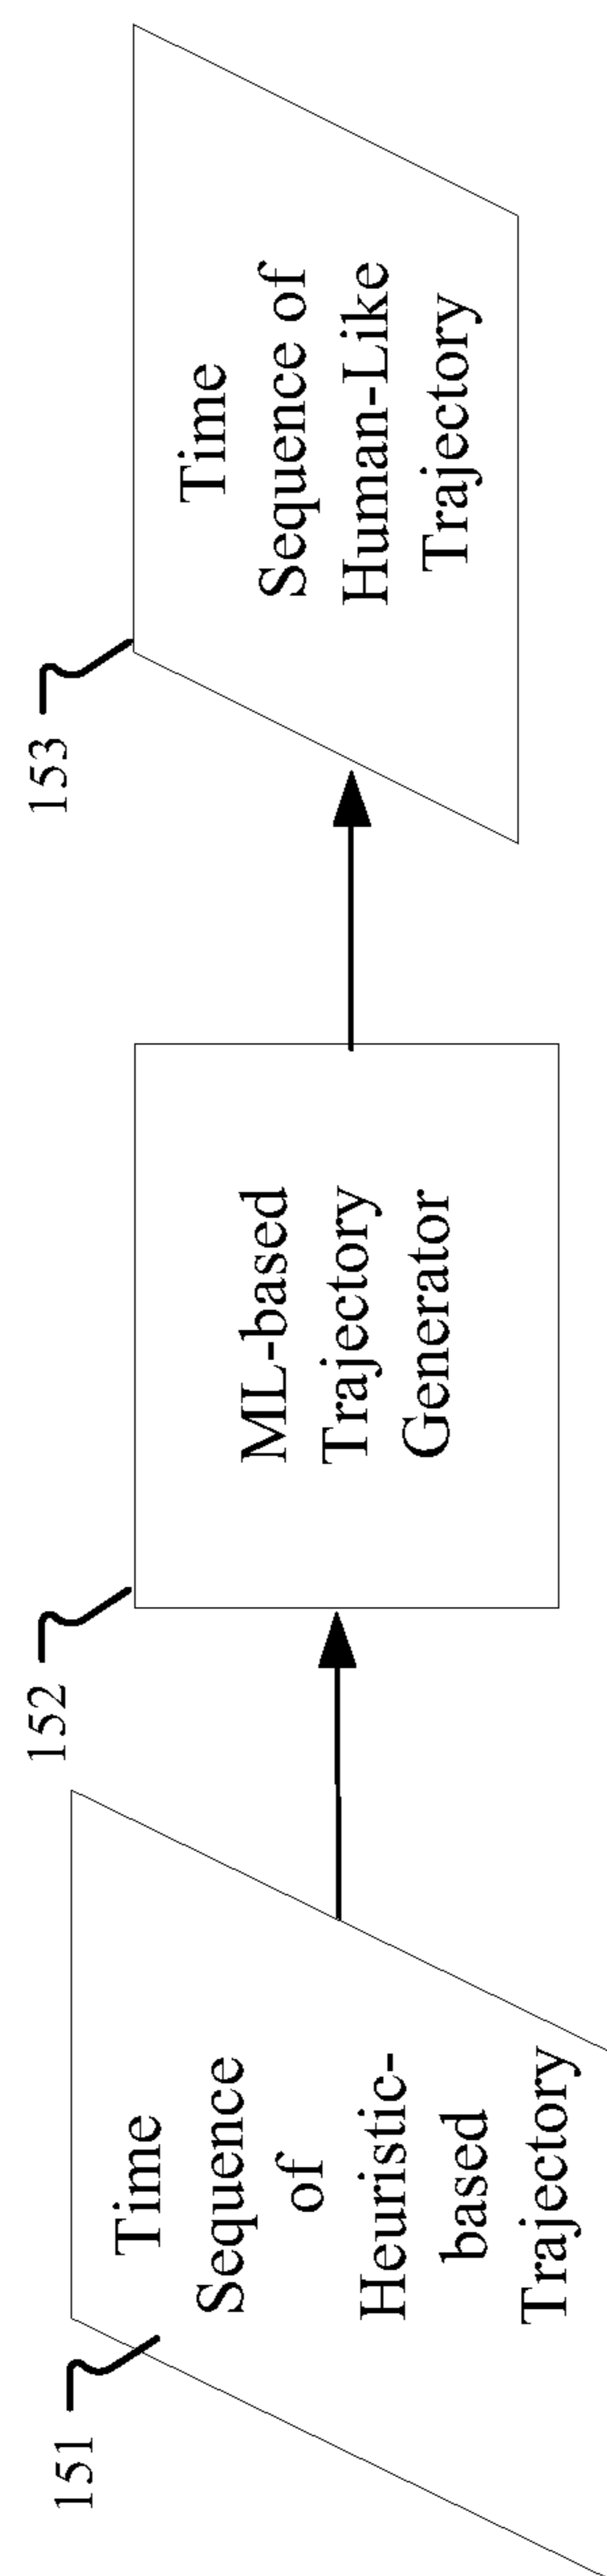 151
Time
Sequence
of
Heuristic-
based
Trajectory
152
ML-based
Trajectory
Generator
153
Time
Sequence of
Human-Like
Trajectory